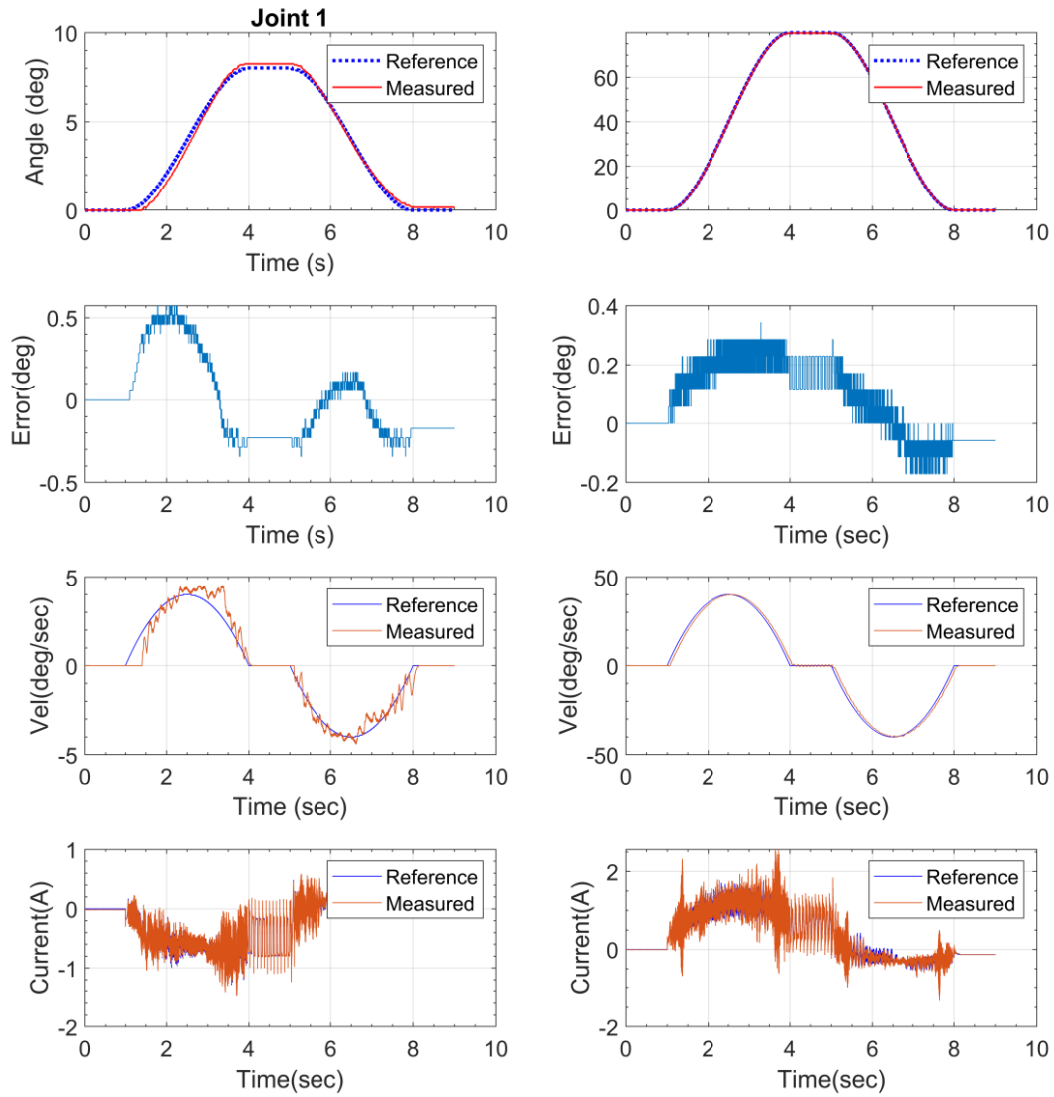 Joint 1
Angle (deg)
10
5
0
Reference
Measured
0 2 4 6 8 10
Time (s)
60
40
20
0
Reference
Measured
0 2 4 6 8 10
Error(deg)
0.5
0
-0.5
0 2 4 6 8 10
Time (s)
Error(deg)
0.4
0.2
0
-0.2
0 2 4 6 8 10
Time (sec)
Vel(deg/sec)
5
0
-5
Reference
Measured
0 2 4 6 8 10
Time (sec)
Vel(deg/sec)
50
0
-50
Reference
Measured
0 2 4 6 8 10
Time (sec)
Current(A)
1
0
-1
-2
Reference
Measured
0 2 4 6 8 10
Time(sec)
Current(A)
2
0
-2
Reference
Measured
0 2 4 6 8 10
Time(sec)